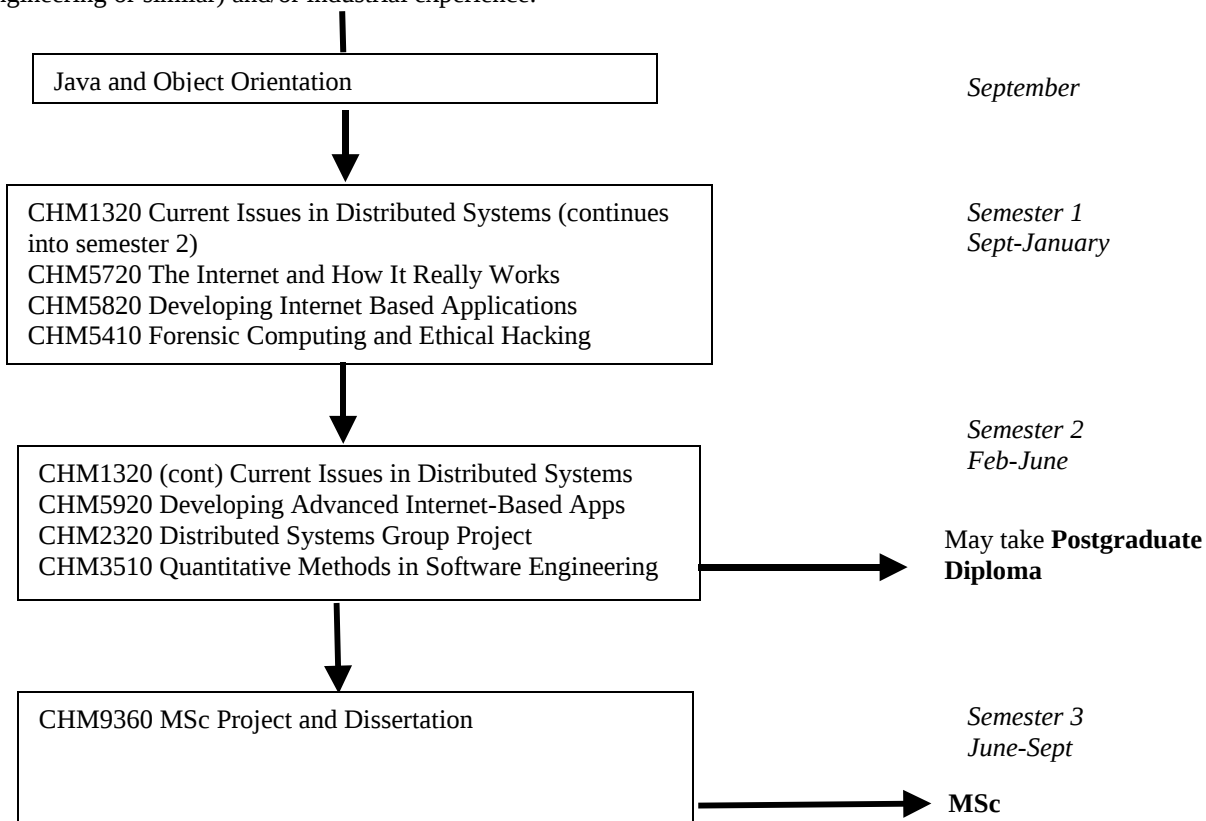 engineering or similar) and/or industrial experience.
Java and Object Orientation
September
CHM1320 Current Issues in Distributed Systems (continues
into semester 2)
CHM5720 The Internet and How It Really Works
CHM5820 Developing Internet Based Applications
CHM5410 Forensic Computing and Ethical Hacking
Semester 1
Sept-January
Semester 2
Feb-June
CHM1320 (cont) Current Issues in Distributed Systems
CHM5920 Developing Advanced Internet-Based Apps
CHM2320 Distributed Systems Group Project
CHM3510 Quantitative Methods in Software Engineering
May take Postgraduate
Diploma
CHM9360 MSc Project and Dissertation
Semester 3
June-Sept
MSc